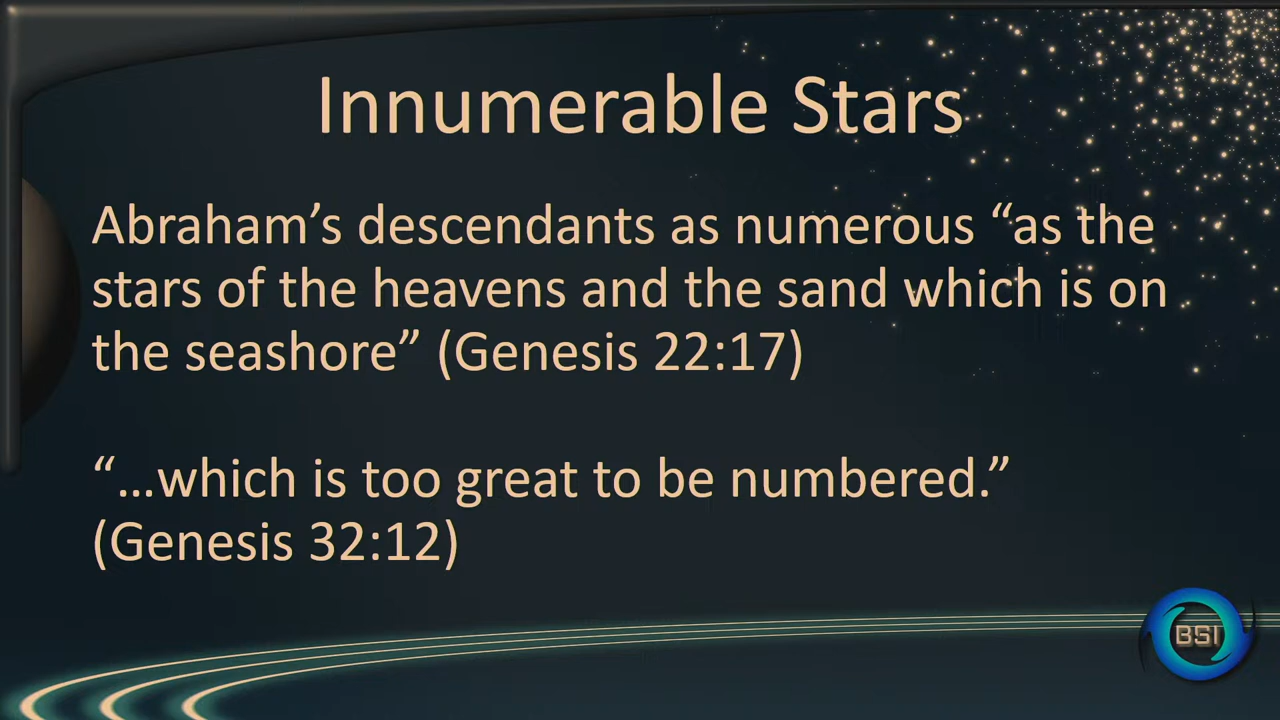 Innumerable Stars
Abraham’s descendants as numerous “as the
stars of the heavens and the sand which is on
the seashore” (Genesis 22:17)
“…which is too great to be numbered.”
(Genesis 32:12)
BSI